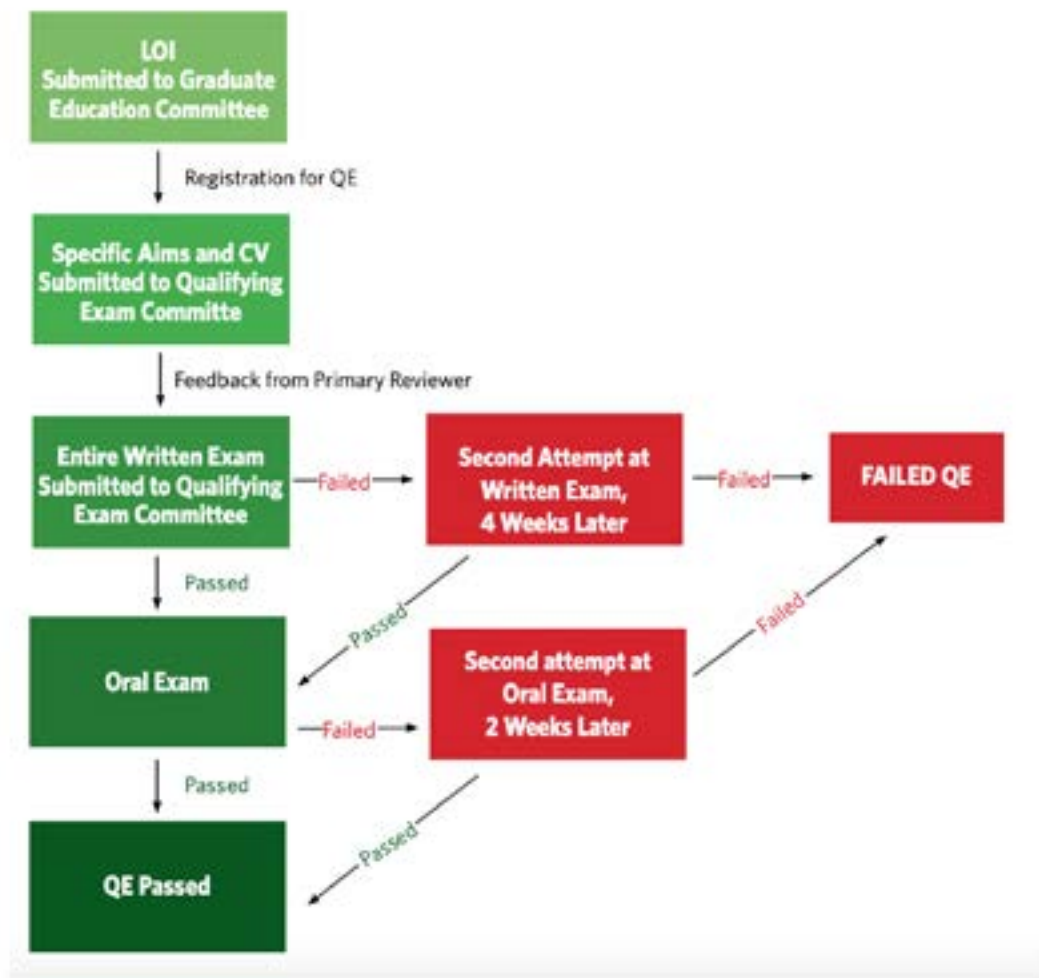 LOI
Submitted to Graduate
Education Committee
Registration for QE
Specific Aims and CV
Submitted to Qualifying
Exam Committe
Feedback from Primary Reviewer
Entire Written Exam
Submitted to Qualifying
Exam Committee
Failed
Second Attempt at
Written Exam,
4 Weeks Later
Failed
FAILED QE
Passed
Passed
Failed
Oral Exam
Failed
Second attempt at
Oral Exam,
2 Weeks Later
Passed
Passed
QE Passed